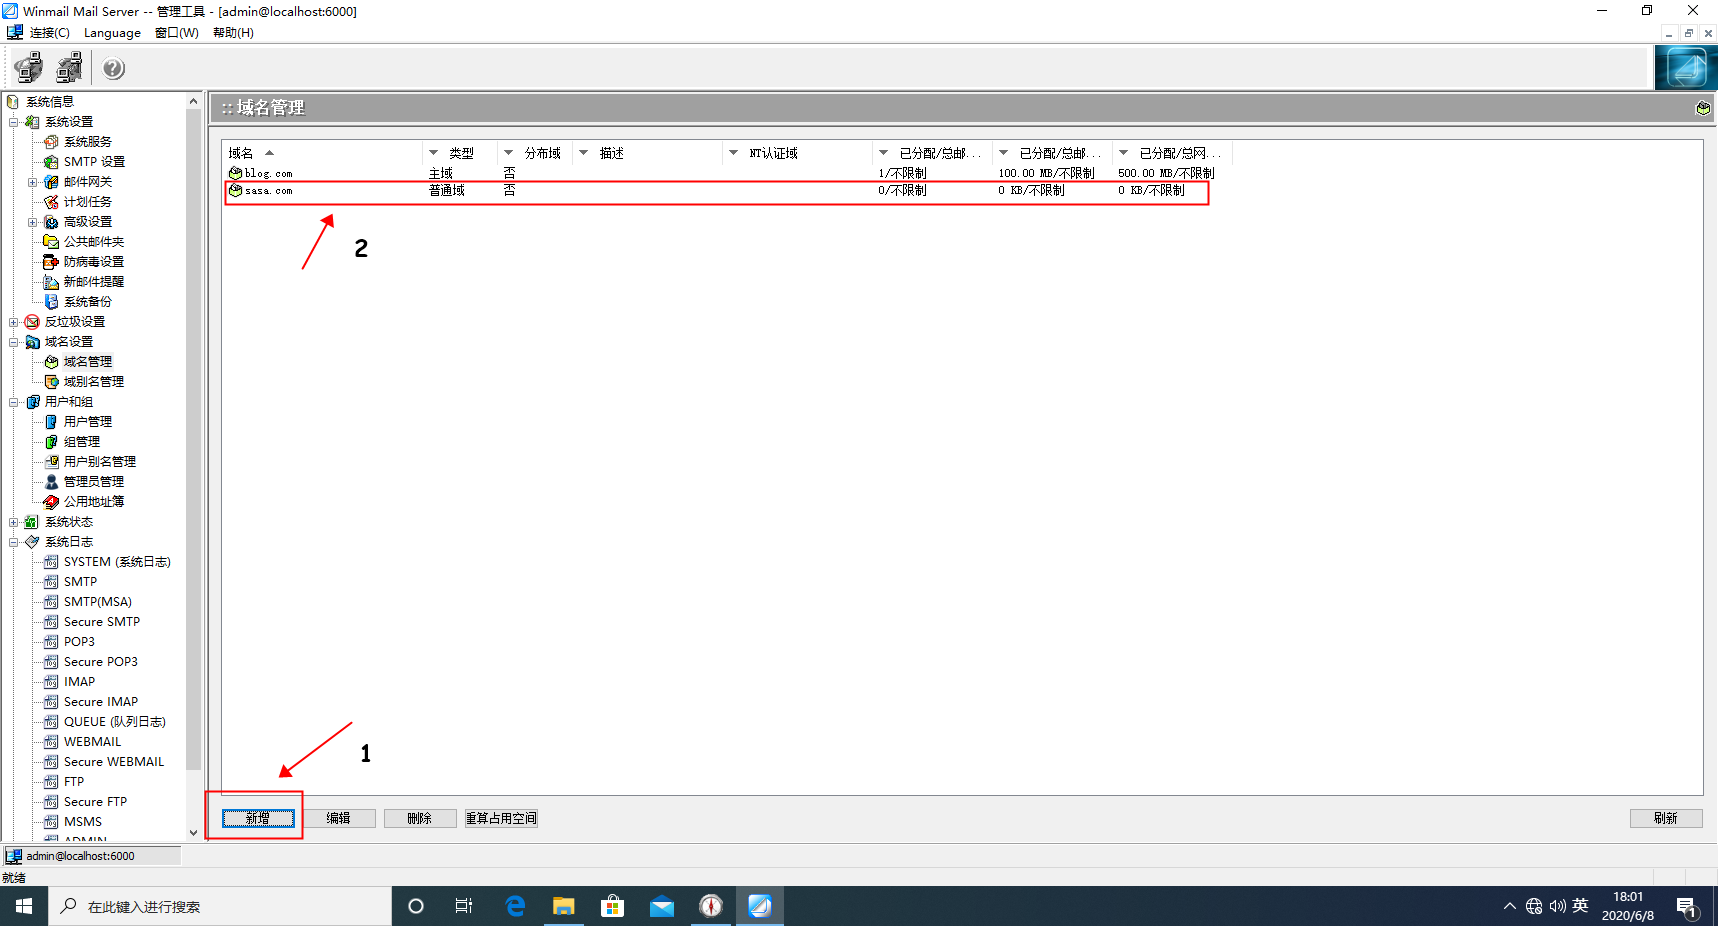 Winmail Mail Server -- 管理工具 - [admin@localhost:6000]
连接(C) Language 窗口(W) 帮助(H)
系统信息
系统设置
系统服务
SMTP 设置
邮件网关
计划任务
高级设置
公共邮件夹
防病毒设置
新邮件提醒
系统备份
反垃圾设置
域名设置
域名管理
域别名管理
用户和组
用户管理
组管理
用户别名管理
管理员管理
公用地址簿
系统状态
系统日志
SYSTEM (系统日志)
SMTP
SMTP(MSA)
Secure SMTP
POP3
Secure POP3
IMAP
Secure IMAP
QUEUE (队列日志)
WEBMAIL
Secure WEBMAIL
FTP
Secure FTP
MSMS
ADMIN
:: 域名管理
域名 类型 分布域 描述 NT认证域 已分配/总邮... 已分配/总邮... 已分配/总网...
blog.com 主域 否 1/不限制 100.00 MB/不限制 500.00 MB/不限制
sasa.com 普通域 否 0/不限制 0 KB/不限制 0 KB/不限制
2
1
新增 编辑 删除 重算占用空间 刷新
admin@localhost:6000
就绪
在此键入进行搜索
英
18:01
2020/6/8
1